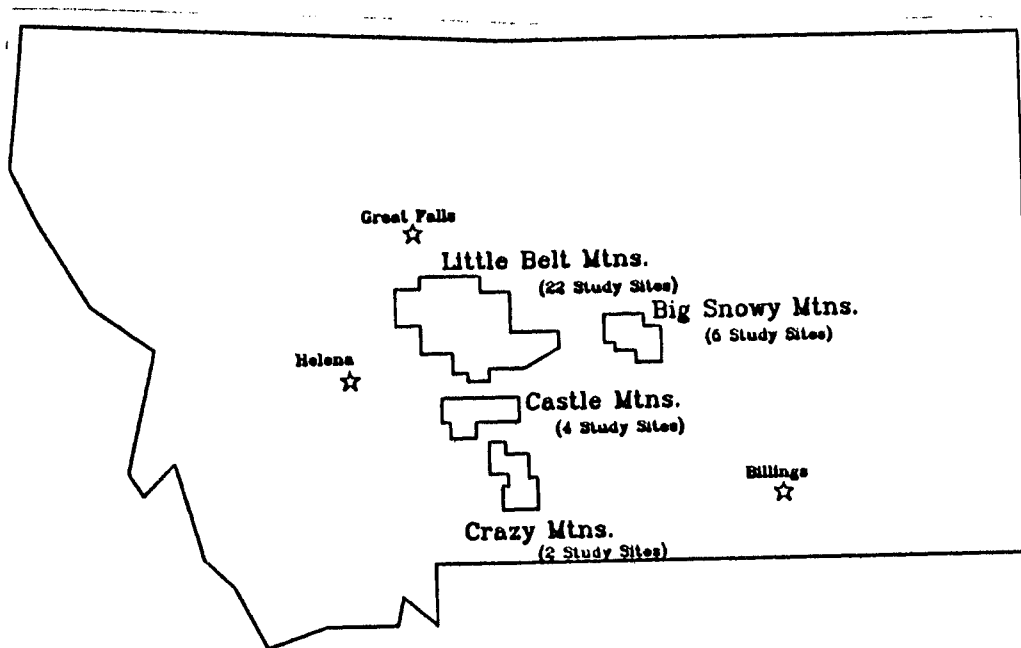 Great Falls
Little Belt Mtns.
(22 Study Sites)
Big Snowy Mtns.
(6 Study Sites)
Helena
Castle Mtns.
(4 Study Sites)
Billings
Crazy Mtns.
(2 Study Sites)